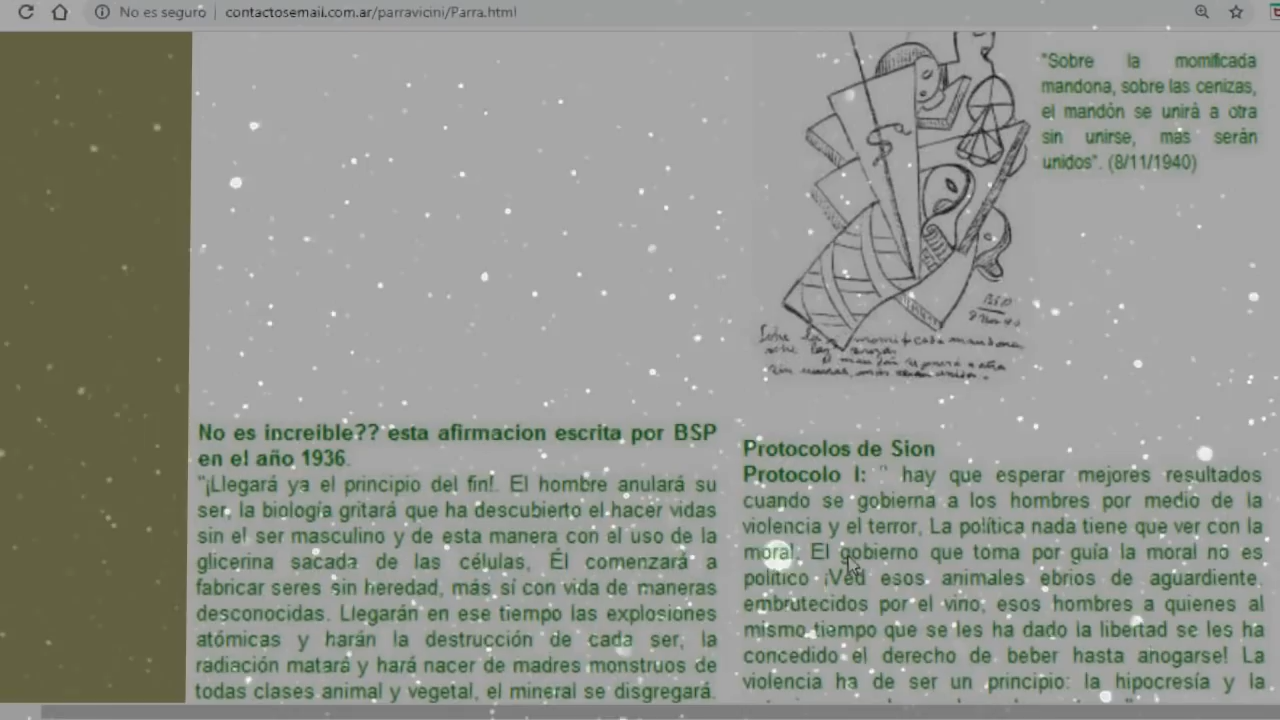 No es seguro | contactosemail.com.ar/parravicini/Parra.html
"Sobre la momificada
mandona, sobre las cenizas,
el mandón se unirá a otra
sin unirse, mas serán
unidos". (8/11/1940)
BSP
Sobre la momificada mandona
No es increible?? esta afirmacion escrita por BSP
en el año 1936.
"¡Llegará ya el principio del fin!. El hombre anulará su
ser, la biología gritará que ha descubierto el hacer vidas
sin el ser masculino y de esta manera con el uso de la
glicerina sacada de las células, Él comenzará a
fabricar seres sin heredad, más sí con vida de maneras
desconocidas. Llegarán en ese tiempo las explosiones
atómicas y harán la destrucción de cada ser, la
radiación matará y hará nacer de madres monstruos de
todas clases animal y vegetal, el mineral se disgregará.
Protocolos de Sion
Protocolo I: " hay que esperar mejores resultados
cuando se gobierna a los hombres por medio de la
violencia y el terror, La política nada tiene que ver con la
moral. El gobierno que toma por guía la moral no es
político ¡Ved esos animales ebrios de aguardiente.
embrutecidos por el vino, esos hombres a quienes al
mismo tiempo que se les ha dado la libertad se les ha
concedido el derecho de beber hasta anogarse! La
violencia ha de ser un principio: la hipocresía y la